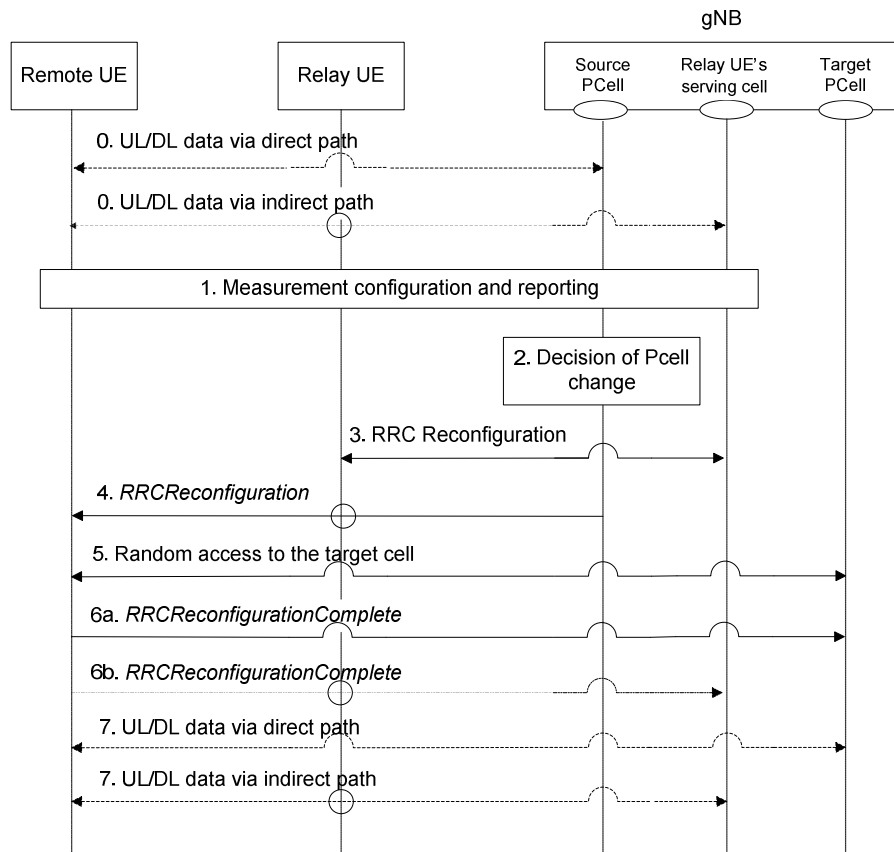 gNB
Remote UE
Relay UE
Source
PCell
Relay UE's
serving cell
Target
PCell
0. UL/DL data via direct path
0. UL/DL data via indirect path
1. Measurement configuration and reporting
2. Decision of Pcell
change
3. RRC Reconfiguration
4. RRCReconfiguration
5. Random access to the target cell
6a. RRCReconfigurationComplete
6b. RRCReconfigurationComplete
7. UL/DL data via direct path
7. UL/DL data via indirect path